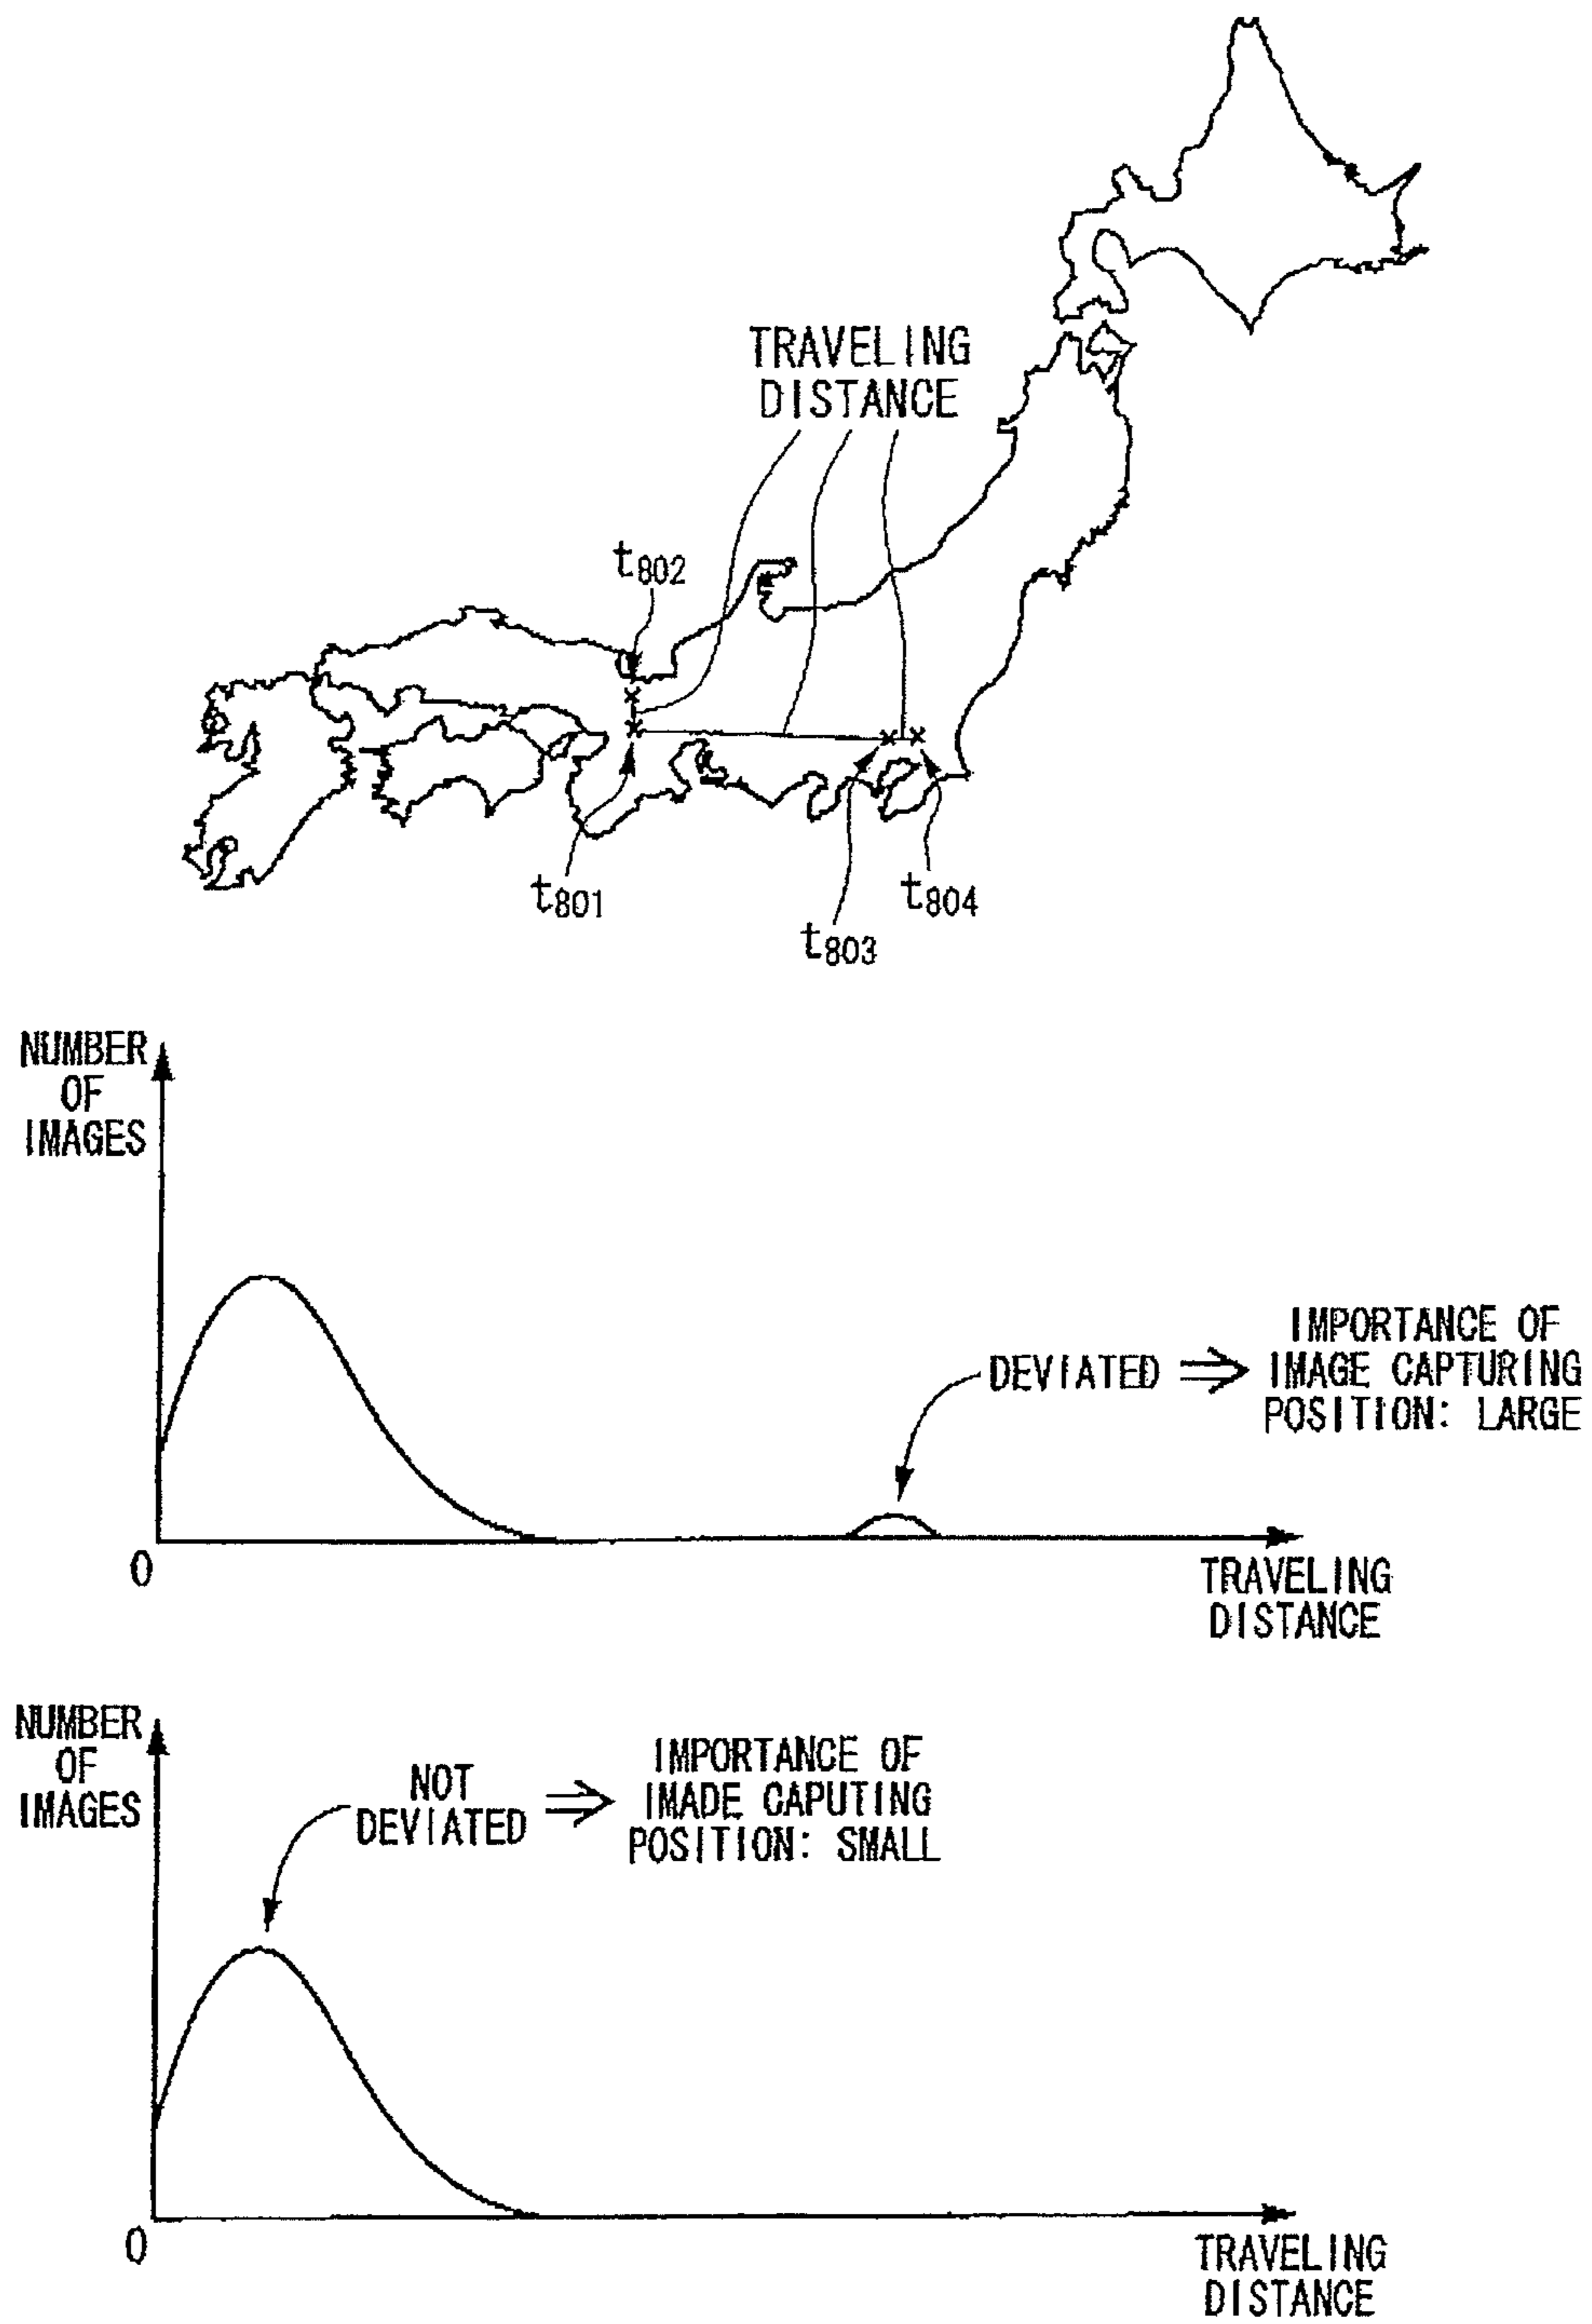 TRAVELING
DISTANCE
t802
t801
t804
t803
NUMBER
OF
IMAGES
IMPORTANCE OF
DEVIATED ⇒ IMAGE CAPTURING
POSITION: LARGE
0
TRAVELING
DISTANCE
NUMBER
OF
IMAGES
NOT
DEVIATED ⇒
IMPORTANCE OF
IMADE CAPUTING
POSITION: SMALL
0
TRAVELING
DISTANCE